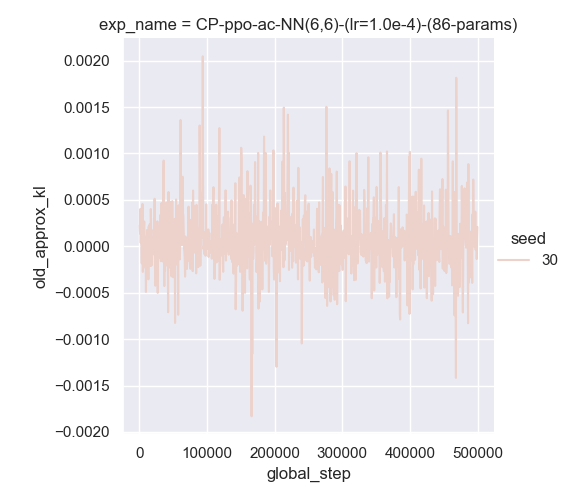 exp_name = CP-ppo-ac-NN(6,6)-(lr=1.0e-4)-(86-params)
0.0020
0.0015
0.0010
0.0005
0.0000
−0.0005
−0.0010
−0.0015
−0.0020
old_approx_kl
0 100000 200000 300000 400000 500000
global_step
seed
30